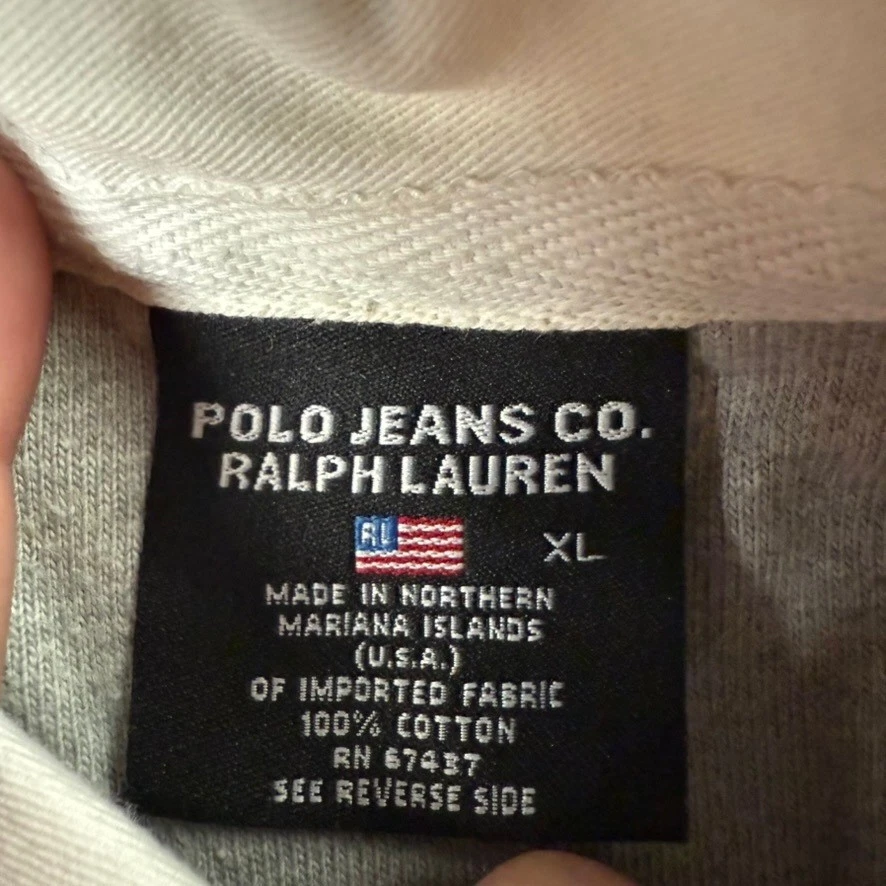 POLO JEANS CO.
RALPH LAUREN
RL XL
MADE IN NORTHERN
MARIANA ISLANDS
(U.S.A.)
OF IMPORTED FABRIC
100% COTTON
RN 67437
SEE REVERSE SIDE